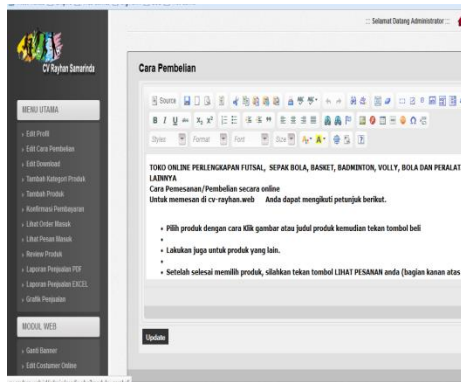 ::: Selamat Datang Administrator :::
CV Rayhan Samarinda
Cara Pembelian
MENU UTAMA
› Edit Profil
› Edit Cara Pembelian
› Edit Download
› Tambah Kategori Produk
› Tambah Produk
› Konfirmasi Pembayaran
› Lihat Order Masuk
› Lihat Pesan Masuk
› Review Produk
› Laporan Penjualan PDF
› Laporan Penjualan EXCEL
› Grafik Penjualan
MODUL WEB
› Ganti Banner
› Edit Costumer Online
Source
B I U abc X₂ X²
Styles Format Font Size A A
TOKO ONLINE PERLENGKAPAN FUTSAL, SEPAK BOLA, BASKET, BADMINTON, VOLLY, BOLA DAN PERALAT
LAINNYA
Cara Pemesanan/Pembelian secara online
Untuk memesan di cv-rayhan.web Anda dapat mengikuti petunjuk berikut.
• Pilih produk dengan cara Klik gambar atau judul produk kemudian tekan tombol beli
•
• Lakukan juga untuk produk yang lain.
•
• Setelah selesai memilih produk, silahkan tekan tombol LIHAT PESANAN anda (bagian kanan atas
Update